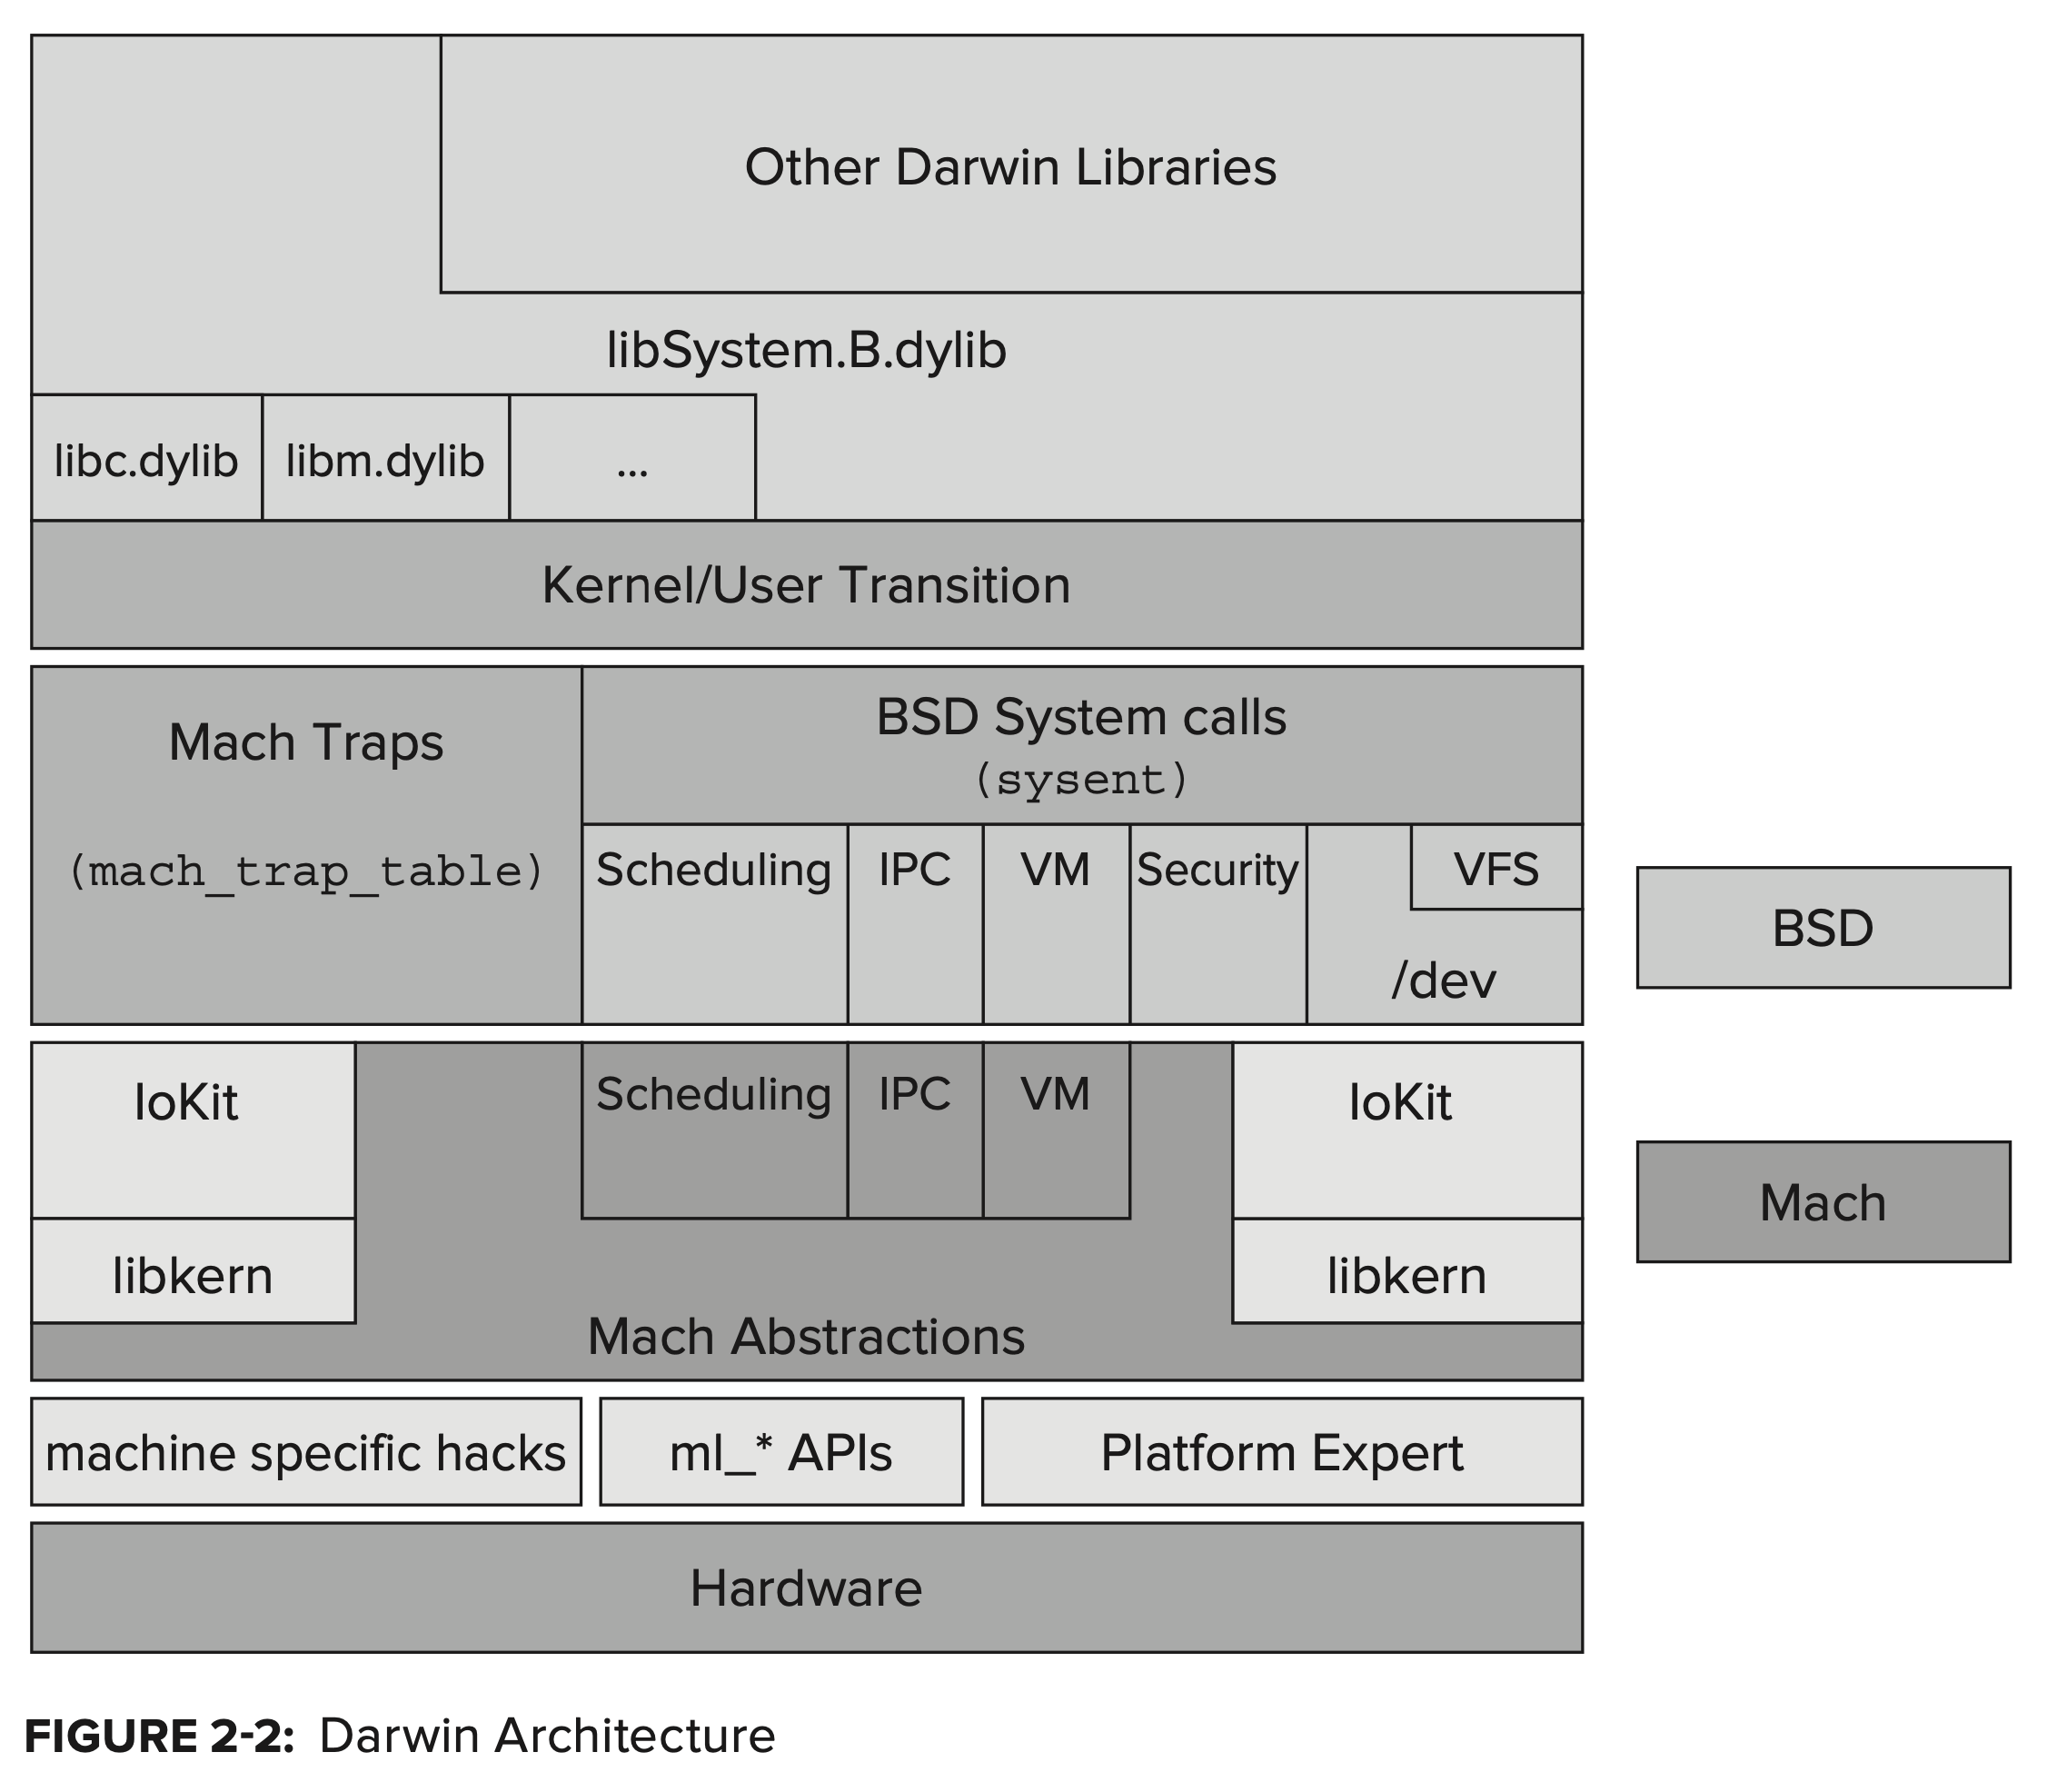 Other Darwin Libraries
libSystem.B.dylib
libc.dylib
libm.dylib
...
Kernel/User Transition
Mach Traps
(mach_trap_table)
BSD System calls
(sysent)
Scheduling
IPC
VM
Security
VFS
/dev
BSD
IoKit
Scheduling
IPC
VM
IoKit
Mach
libkern
libkern
Mach Abstractions
machine specific hacks
ml_* APIs
Platform Expert
Hardware
FIGURE 2-2: Darwin Architecture